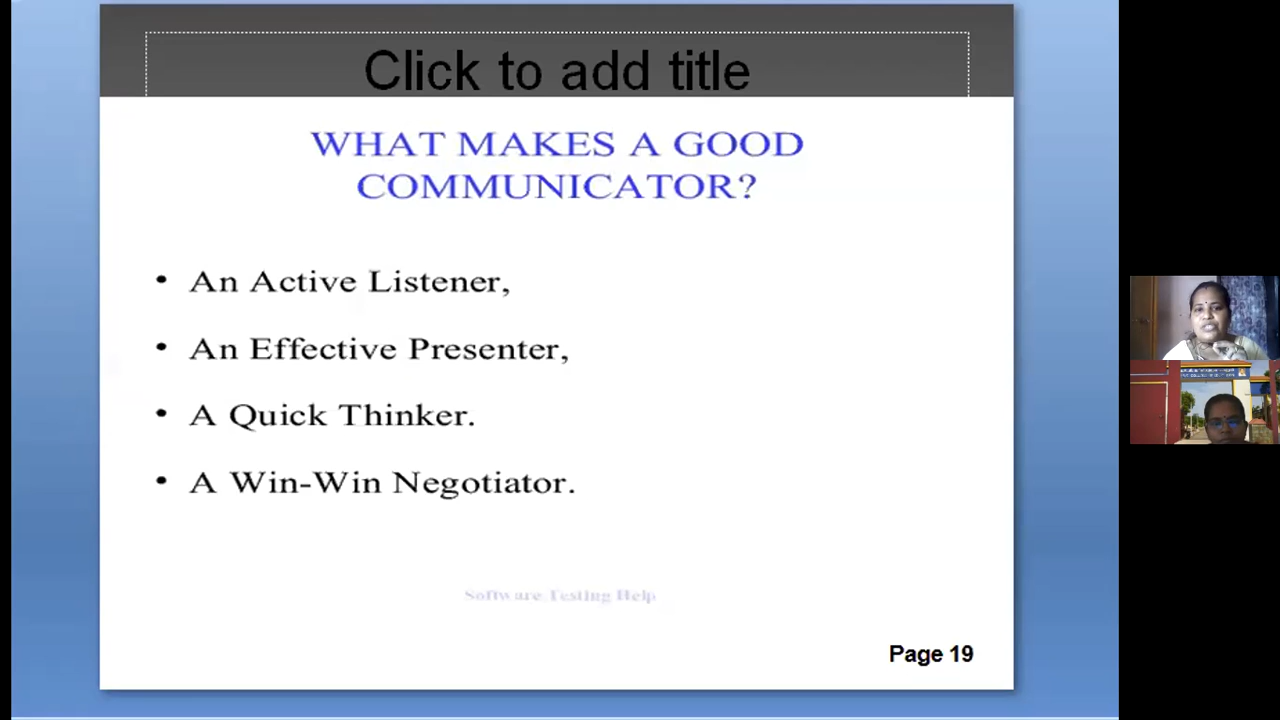 Click to add title
WHAT MAKES A GOOD
COMMUNICATOR?
• An Active Listener,
• An Effective Presenter,
• A Quick Thinker.
• A Win-Win Negotiator.
Software Testing Help
Page 19